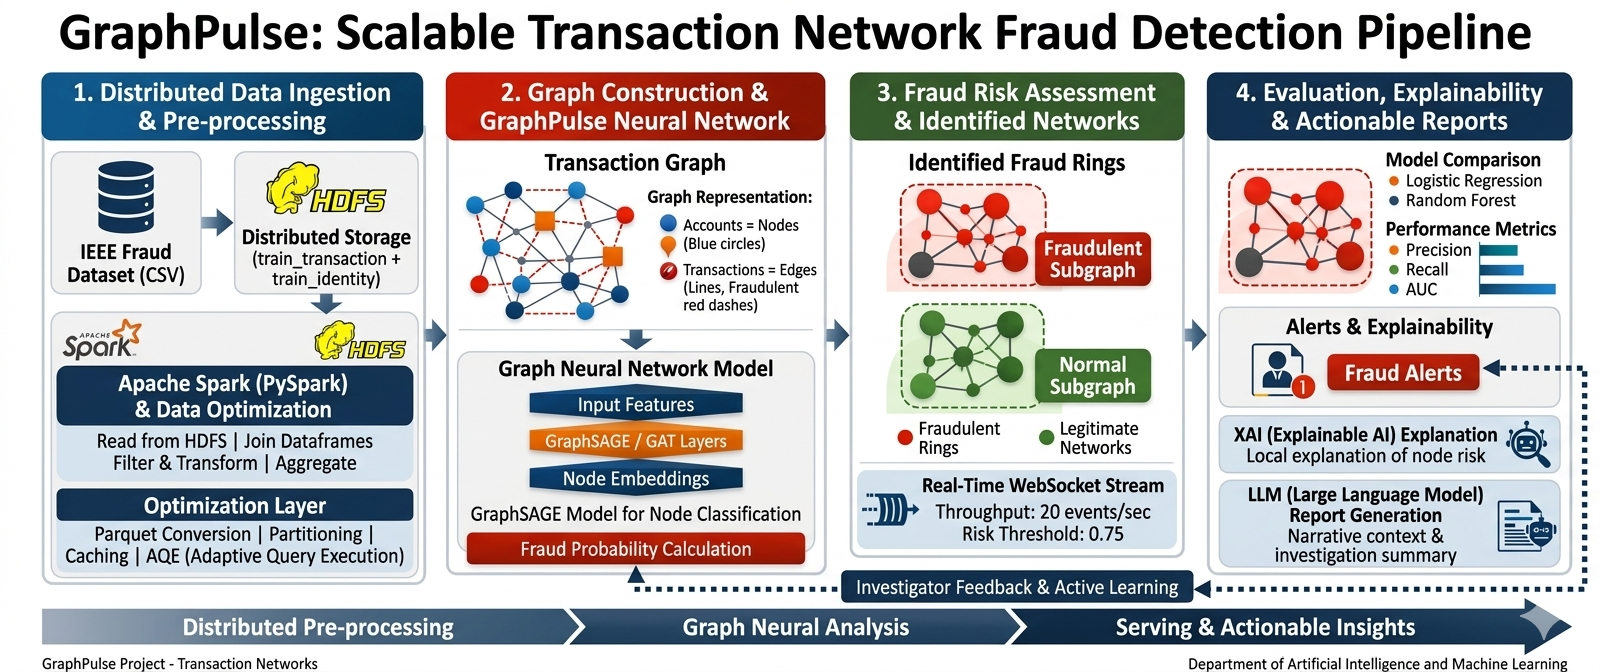 GraphPulse: Scalable Transaction Network Fraud Detection Pipeline
1. Distributed Data Ingestion
& Pre-processing
IEEE Fraud
Dataset (CSV)
HDFS
Distributed Storage
(train_transaction +
train_identity)
APACHE
Spark
HDFS
Apache Spark (PySpark)
& Data Optimization
Read from HDFS | Join Dataframes
Filter & Transform | Aggregate
Optimization Layer
Parquet Conversion | Partitioning |
Caching | AQE (Adaptive Query Execution)
2. Graph Construction &
GraphPulse Neural Network
Transaction Graph
Graph Representation:
Accounts = Nodes
(Blue circles)
Transactions = Edges
(Lines, Fraudulent
red dashes)
Graph Neural Network Model
Input Features
GraphSAGE / GAT Layers
Node Embeddings
GraphSAGE Model for Node Classification
Fraud Probability Calculation
3. Fraud Risk Assessment
& Identified Networks
Identified Fraud Rings
Fraudulent
Subgraph
Normal
Subgraph
Fraudulent
Rings
Legitimate
Networks
Real-Time WebSocket Stream
Throughput: 20 events/sec
Risk Threshold: 0.75
4. Evaluation, Explainability
& Actionable Reports
Model Comparison
Logistic Regression
Random Forest
Performance Metrics
Precision
Recall
AUC
Alerts & Explainability
1
Fraud Alerts
XAI (Explainable AI) Explanation
Local explanation of node risk
LLM (Large Language Model)
Report Generation
Narrative context &
investigation summary
Investigator Feedback & Active Learning
Distributed Pre-processing
Graph Neural Analysis
Serving & Actionable Insights
GraphPulse Project - Transaction Networks
Department of Artificial Intelligence and Machine Learning